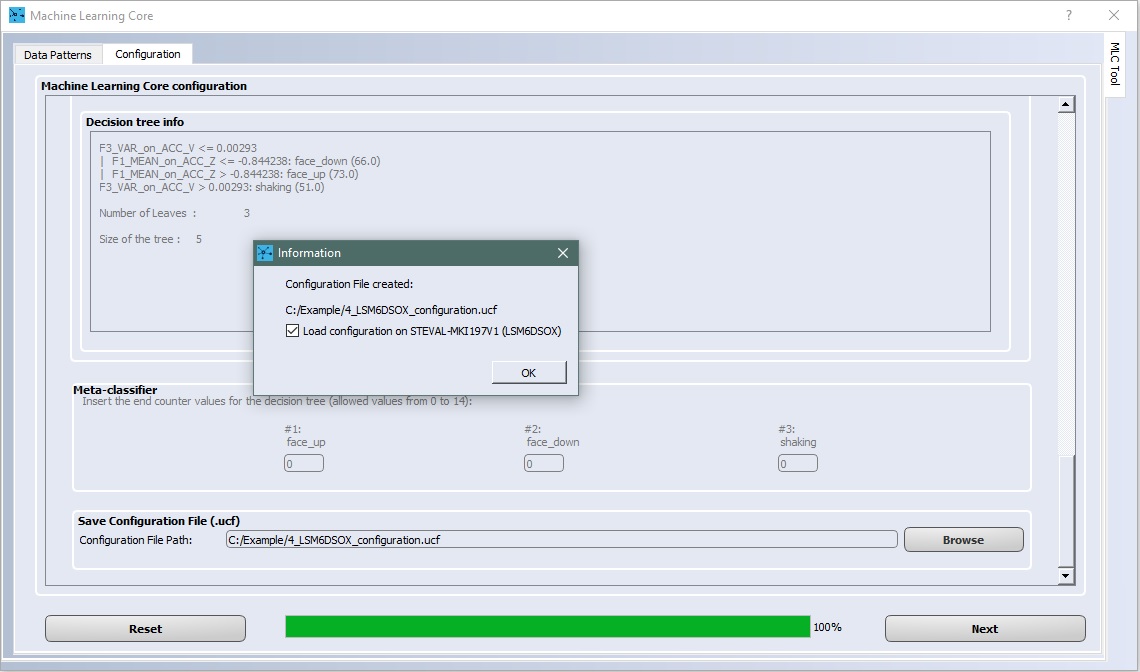 Machine Learning Core
?
Data Patterns
Configuration
MLC Tool
Machine Learning Core configuration
Decision tree info
F3_VAR_on_ACC_V <= 0.00293
| F1_MEAN_on_ACC_Z <= -0.844238: face_down (66.0)
| F1_MEAN_on_ACC_Z > -0.844238: face_up (73.0)
F3_VAR_on_ACC_V > 0.00293: shaking (51.0)
Number of Leaves : 3
Size of the tree : 5
Information
Configuration File created:
C:/Example/4_LSM6DSOX_configuration.ucf
Load configuration on STEVAL-MKI197V1 (LSM6DSOX)
OK
Meta-classifier
Insert the end counter values for the decision tree (allowed values from 0 to 14):
#1: #2: #3:
face_up face_down shaking
0 0 0
Save Configuration File (.ucf)
Configuration File Path: C:/Example/4_LSM6DSOX_configuration.ucf Browse
Reset 100% Next